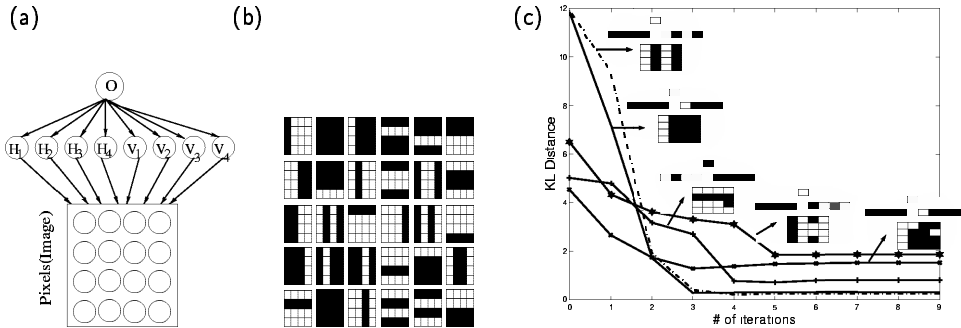 (a)
(b)
(c)
O
H1 H2 H3 H4 V1 V2 V3 V4
Pixels(Image)
KL Distance
12
10
8
6
4
2
0
0 1 2 3 4 5 6 7 8 9
# of iterations